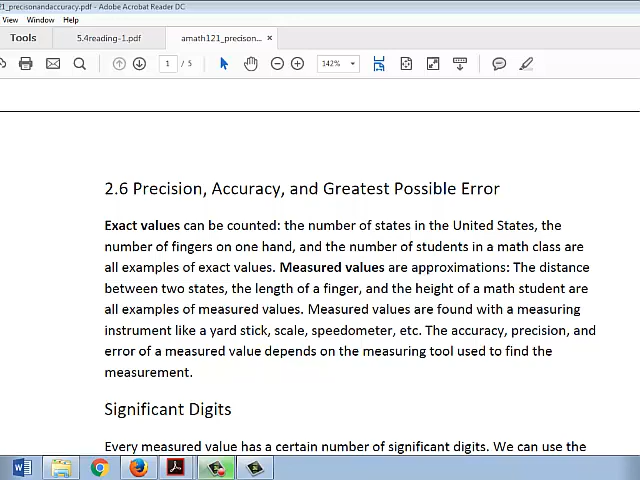 21_precisonandaccuracy.pdf - Adobe Acrobat Reader DC
View Window Help
Tools 5.4reading-1.pdf amath121_precison... ×
1 / 5 142%
2.6 Precision, Accuracy, and Greatest Possible Error
Exact values can be counted: the number of states in the United States, the
number of fingers on one hand, and the number of students in a math class are
all examples of exact values. Measured values are approximations: The distance
between two states, the length of a finger, and the height of a math student are
all examples of measured values. Measured values are found with a measuring
instrument like a yard stick, scale, speedometer, etc. The accuracy, precision, and
error of a measured value depends on the measuring tool used to find the
measurement.
Significant Digits
Every measured value has a certain number of significant digits. We can use the